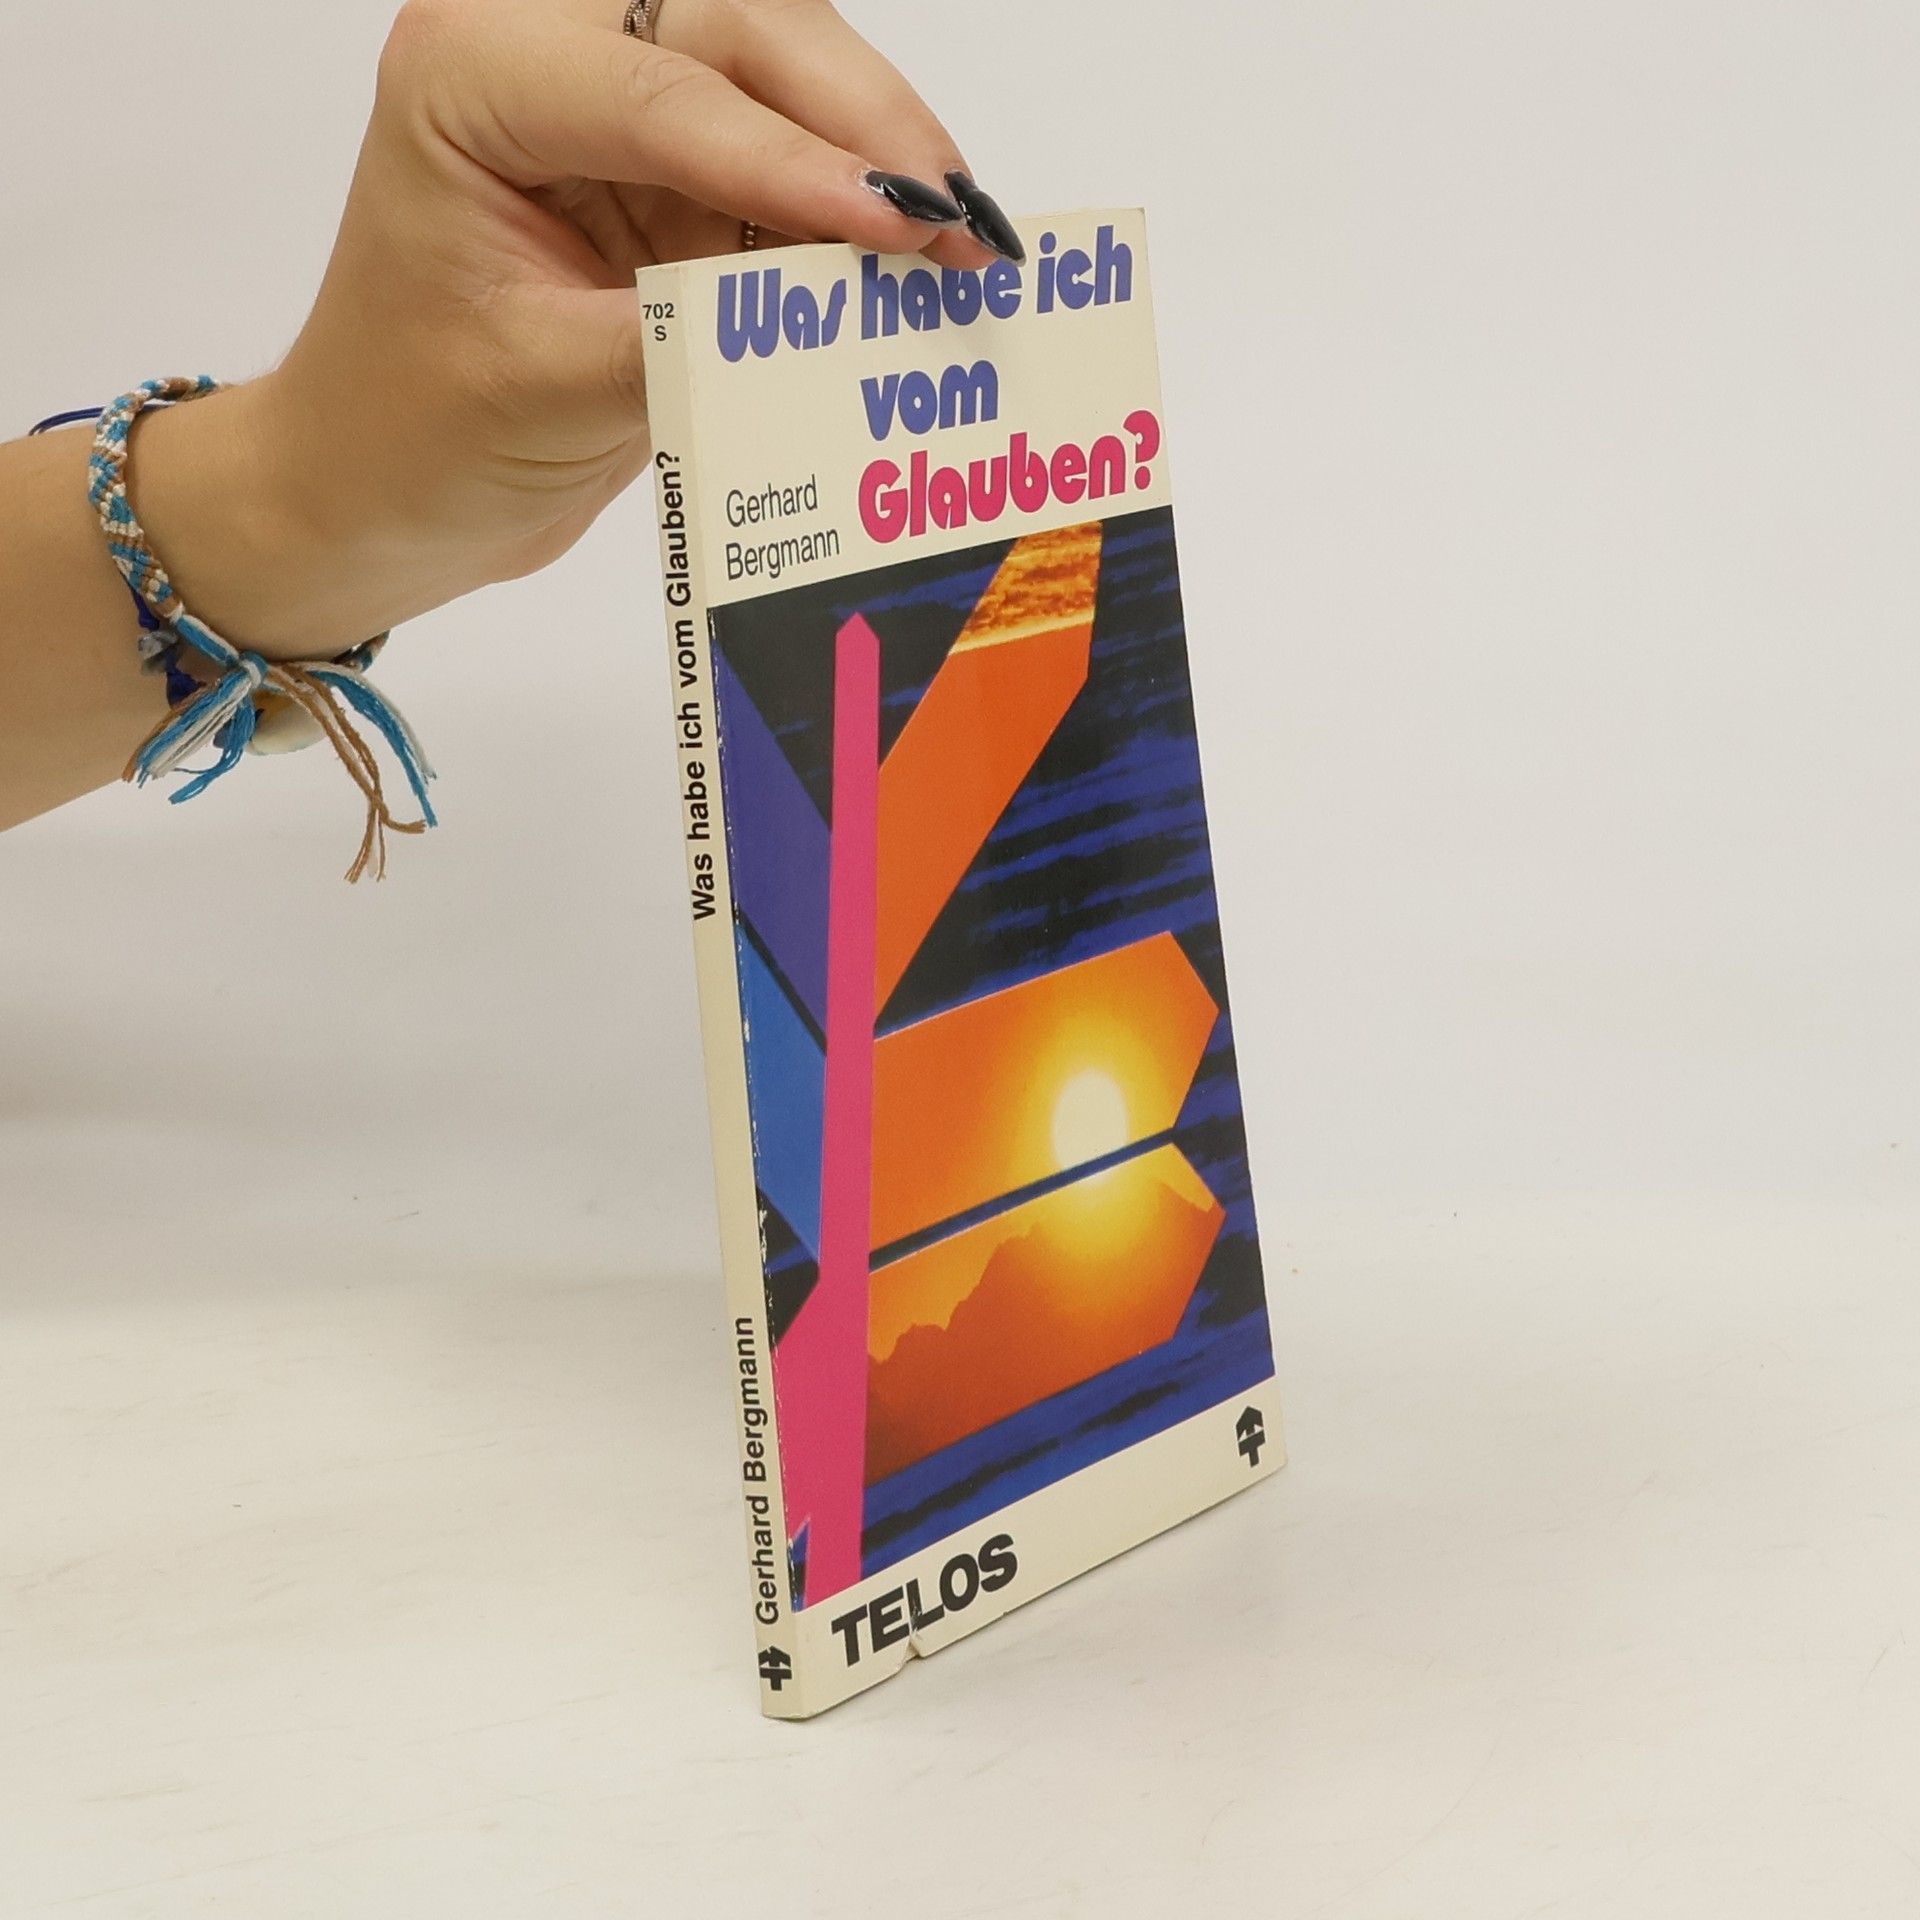 702
S
Was habe ich vom Glauben?
Gerhard Bergmann
Was habe ich
vom
Glauben?
Gerhard
Bergmann
TELOS